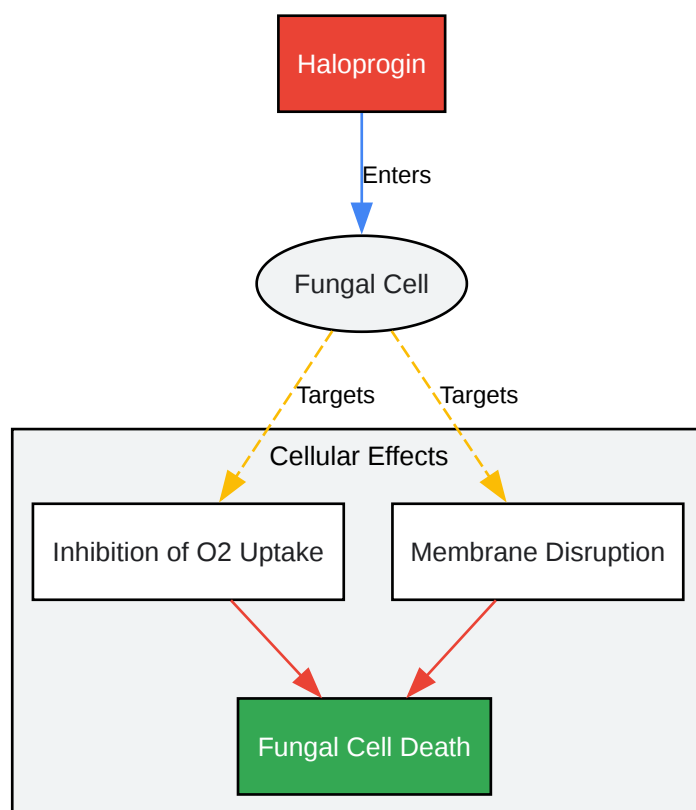 Haloprogin
Enters
Fungal Cell
Targets
Targets
Cellular Effects
Inhibition of O2 Uptake
Membrane Disruption
Fungal Cell Death